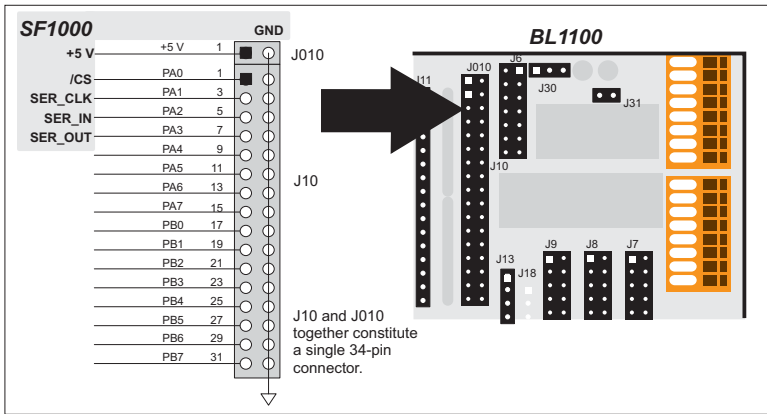 SF1000
GND
+5 V +5 V 1
J010
/CS PA0 1
SER_CLK PA1 3
SER_IN PA2 5
SER_OUT PA3 7
PA4 9
PA5 11
J10
PA6 13
PA7 15
PB0 17
PB1 19
PB2 21
PB3 23
PB4 25
PB5 27
PB6 29
PB7 31
J10 and J010
together constitute
a single 34-pin
connector.
BL1100
J6
J010
J11
J30
J31
J10
J9
J8
J7
J13
J18